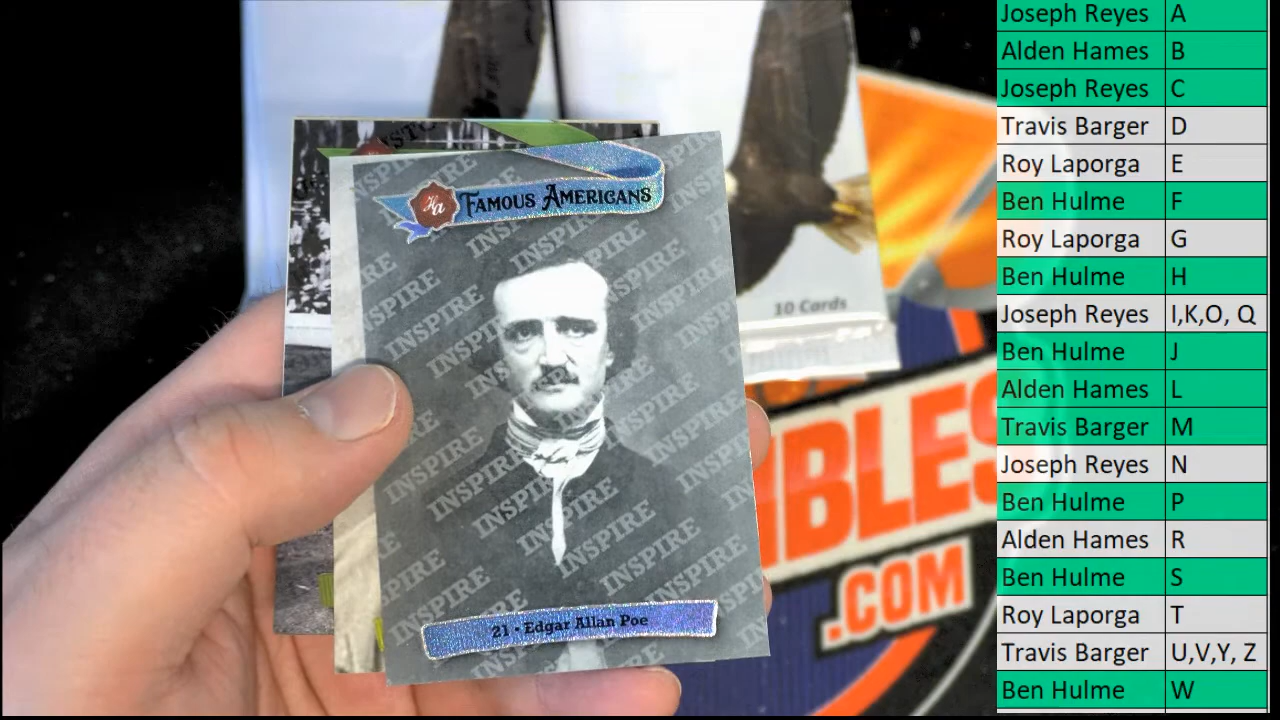 Joseph Reyes A
Alden Hames B
Joseph Reyes C
Travis Barger D
Roy Laporga E
Ben Hulme F
Roy Laporga G
Ben Hulme H
Joseph Reyes I,K,O, Q
Ben Hulme J
Alden Hames L
Travis Barger M
Joseph Reyes N
Ben Hulme P
Alden Hames R
Ben Hulme S
Roy Laporga T
Travis Barger U,V,Y, Z
Ben Hulme W
Ha FAMOUS AMERICANS
INSPIRE
21 - Edgar Allan Poe
10 Cards
IBLES
.COM